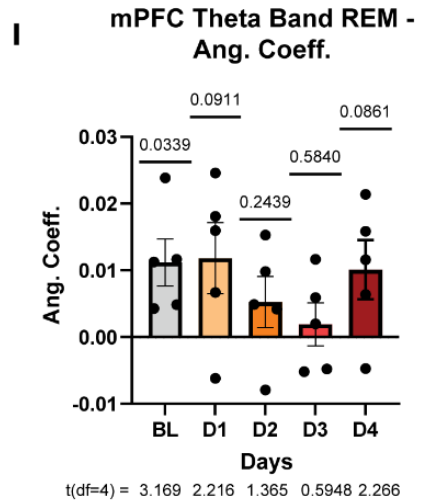 I
mPFC Theta Band REM -
Ang. Coeff.
0.0911
0.0861
0.0339
0.5840
0.2439
0.03
0.02
0.01
0.00
-0.01
Ang. Coeff.
BL D1 D2 D3 D4
Days
t(df=4) = 3.169 2.216 1.365 0.5948 2.266